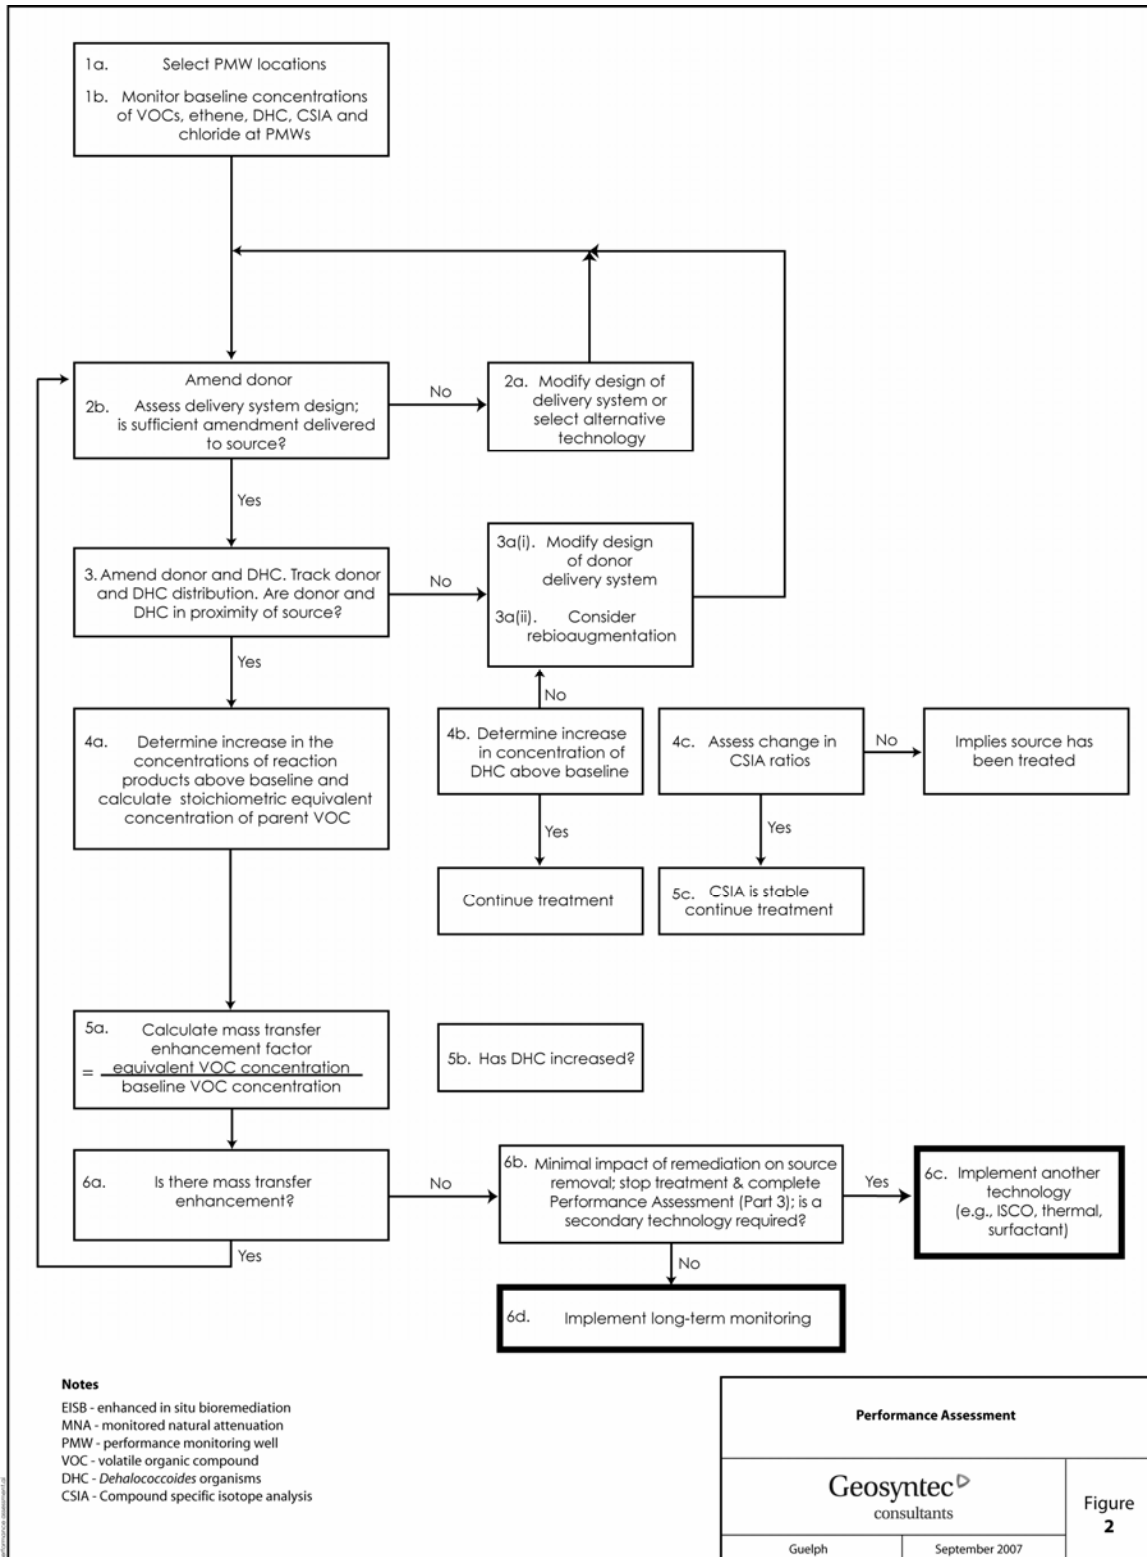 1a. Select PMW locations
1b. Monitor baseline concentrations
of VOCs, ethene, DHC, CSIA and
chloride at PMWs
Amend donor
2b. Assess delivery system design;
is sufficient amendment delivered
to source?
No
2a. Modify design of
delivery system or
select alternative
technology
Yes
3. Amend donor and DHC. Track donor
and DHC distribution. Are donor and
DHC in proximity of source?
No
3a(i). Modify design
of donor
delivery system
3a(ii). Consider
rebioaugmentation
Yes
No
4a. Determine increase in the
concentrations of reaction
products above baseline and
calculate stoichiometric equivalent
concentration of parent VOC
4b. Determine increase
in concentration of
DHC above baseline
4c. Assess change in
CSIA ratios
No
Implies source has
been treated
Yes
Yes
Continue treatment
5c. CSIA is stable
continue treatment
5a. Calculate mass transfer
enhancement factor
= equivalent VOC concentration
baseline VOC concentration
5b. Has DHC increased?
6a. Is there mass transfer
enhancement?
No
6b. Minimal impact of remediation on source
removal; stop treatment & complete
Performance Assessment (Part 3); is a
secondary technology required?
Yes
6c. Implement another
technology
(e.g., ISCO, thermal,
surfactant)
Yes
No
6d. Implement long-term monitoring
Notes
EISB - enhanced in situ bioremediation
MNA - monitored natural attenuation
PMW - performance monitoring well
VOC - volatile organic compound
DHC - Dehalococcoides organisms
CSIA - Compound specific isotope analysis
Performance Assessment
Geosyntec
consultants
Figure
2
Guelph
September 2007